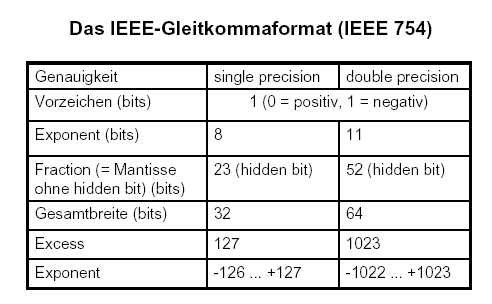 Das IEEE-Gleitkommaformat (IEEE 754)
Genauigkeit single precision double precision
Vorzeichen (bits) 1 (0 = positiv, 1 = negativ)
Exponent (bits) 8 11
Fraction (= Mantisse 23 (hidden bit) 52 (hidden bit)
ohne hidden bit) (bits)
Gesamtbreite (bits) 32 64
Excess 127 1023
Exponent -126 ... +127 -1022 ... +1023